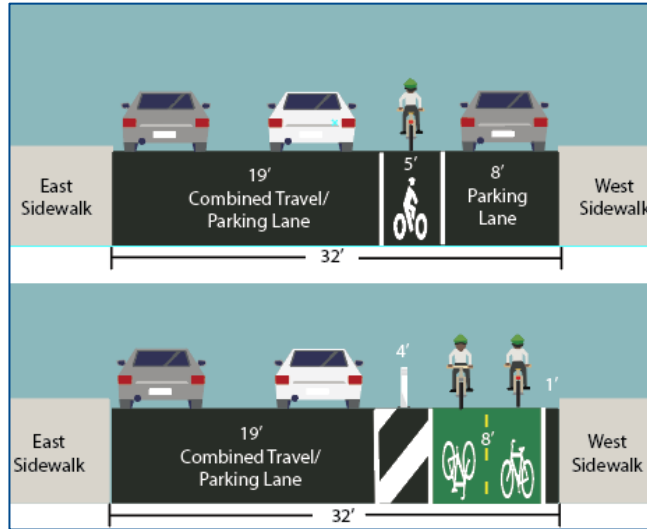 19'
Combined Travel/
Parking Lane
5'
8'
Parking
Lane
East
Sidewalk
West
Sidewalk
32'
4'
1'
19'
Combined Travel/
Parking Lane
8'
East
Sidewalk
West
Sidewalk
32'